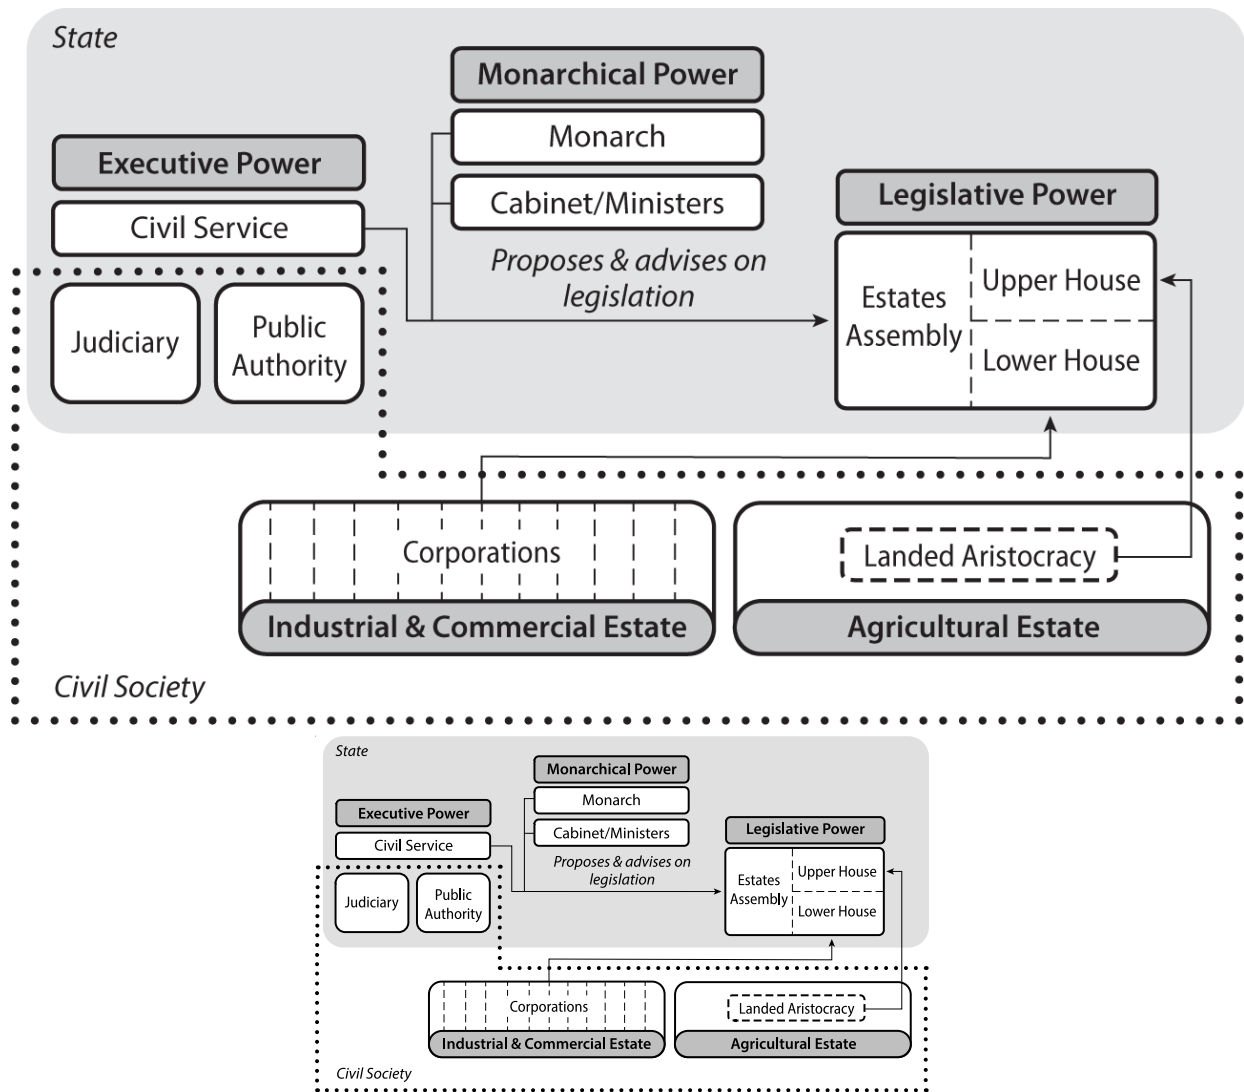 State
Monarchical Power
Monarch
Executive Power
Cabinet/Ministers
Legislative Power
Civil Service
Proposes & advises on
legislation
Upper House
Estates
Assembly
Judiciary
Public
Authority
Lower House
Corporations
Landed Aristocracy
Industrial & Commercial Estate
Agricultural Estate
Civil Society
State
Monarchical Power
Monarch
Executive Power
Cabinet/Ministers
Legislative Power
Civil Service
Proposes & advises on
legislation
Upper House
Estates
Assembly
Judiciary
Public
Authority
Lower House
Corporations
Landed Aristocracy
Industrial & Commercial Estate
Agricultural Estate
Civil Society